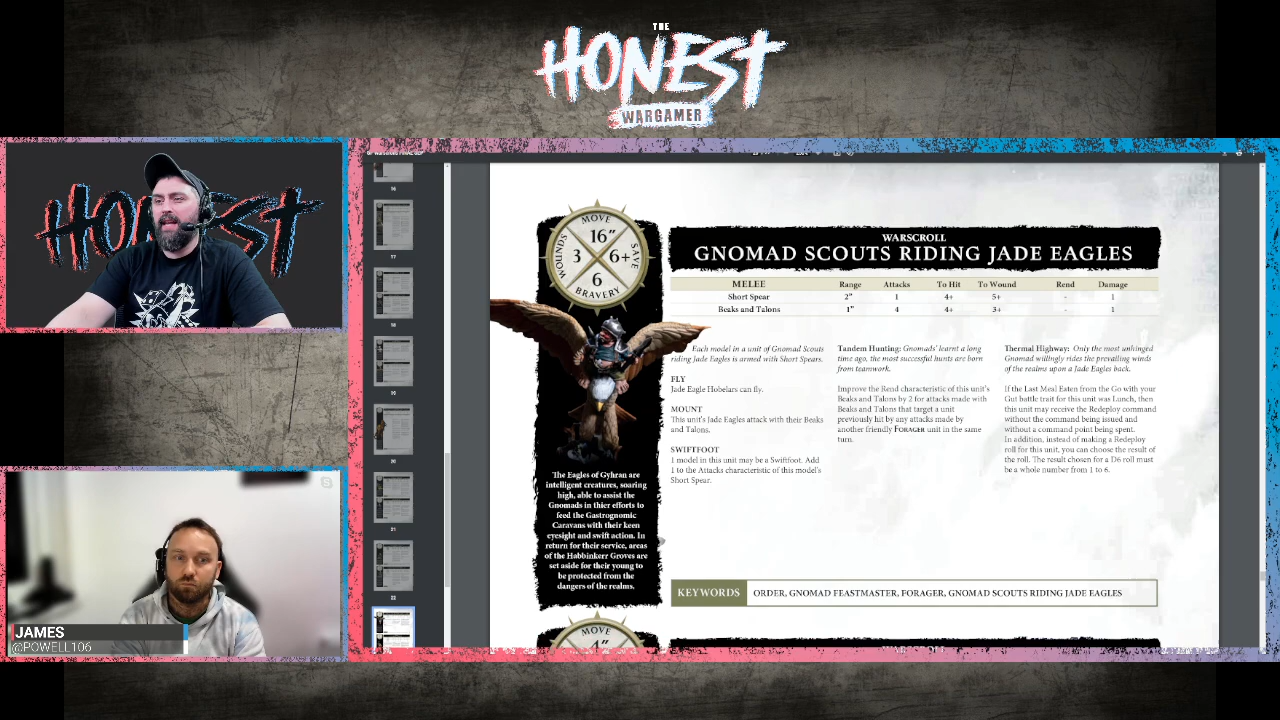 THE
HONEST
WARGAMER
HONEST
JAMES
@POWELL106
16
17
18
19
20
21
22
MOVE
16"
WOUNDS
3
6+
SAVE
6
BRAVERY
WARSCROLL
GNOMAD SCOUTS RIDING JADE EAGLES
MELEE Range Attacks To Hit To Wound Rend Damage
Short Spear 2" 1 4+ 5+ - 1
Beaks and Talons 1" 4 4+ 3+ - 1
Each model in a unit of Gnomad Scouts
riding Jade Eagles is armed with Short Spears.
FLY
Jade Eagle Hobelars can fly.
MOUNT
This unit's Jade Eagles attack with their Beaks
and Talons.
SWIFTFOOT
1 model in this unit may be a Swiftfoot. Add
1 to the Attacks characteristic of this model's
Short Spear.
Tandem Hunting: Gnomads' learnt a long
time ago, the most successful hunts are born
from teamwork.
Improve the Rend characteristic of this unit's
Beaks and Talons by 2 for attacks made with
Beaks and Talons that target a unit
previously hit by any attacks made by
another friendly FORAGER unit in the same
turn.
Thermal Highway: Only the most unhinged
Gnomad willingly rides the prevailing winds
of the realms upon a Jade Eagles back.
If the Last Meal Eaten from the Go with your
Gut battle trait for this unit was Lunch, then
this unit may receive the Redeploy command
without the command being issued and
without a command point being spent.
In addition, instead of making a Redeploy
roll for this unit, you can choose the result of
the roll. The result chosen for a D6 roll must
be a whole number from 1 to 6.
The Eagles of Gyhran are
intelligent creatures, soaring
high, able to assist the
Gnomads in thier efforts to
feed the Gastrognomic
Caravans with their keen
eyesight and swift action. In
return for their service, areas
of the Habbinkerr Groves are
set aside for their young to
be protected from the
dangers of the realms.
KEYWORDS ORDER, GNOMAD FEASTMASTER, FORAGER, GNOMAD SCOUTS RIDING JADE EAGLES
MOVE
WARSCROLL